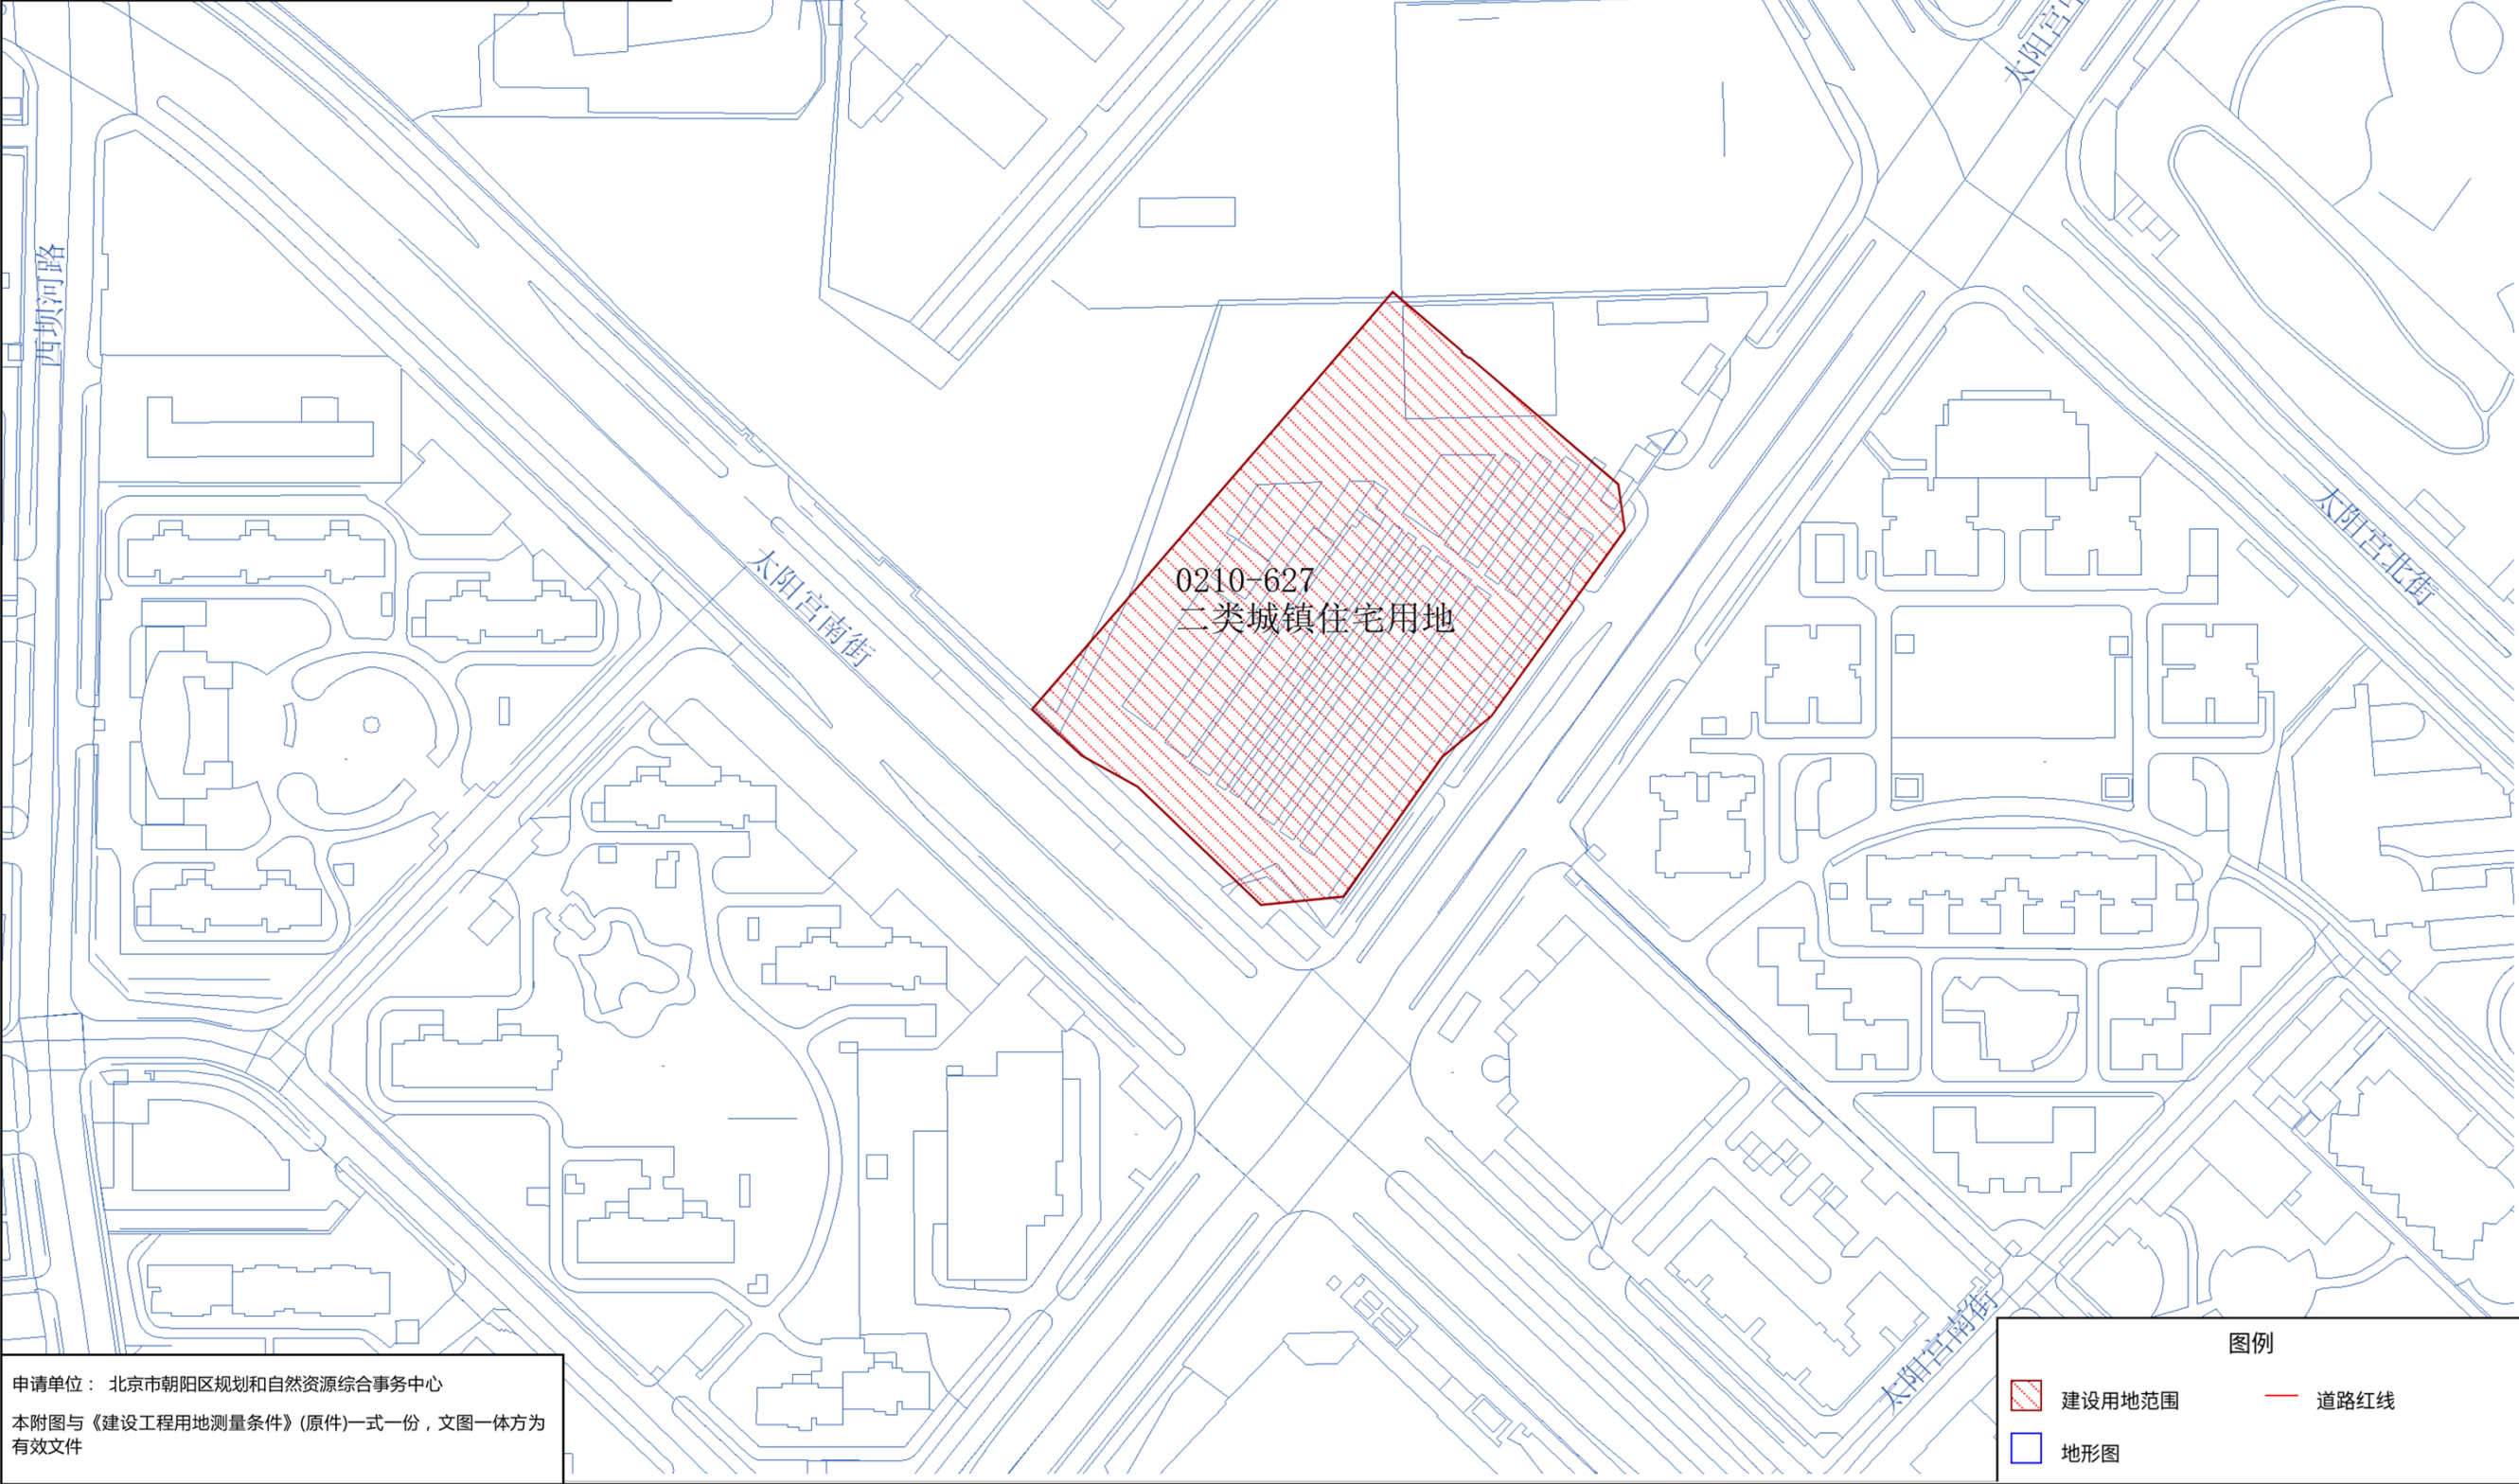 太阳宫中
西坝河路
太阳宫北街
太阳宫南街
0210-627
二类城镇住宅用地
太阳宫南街
申请单位： 北京市朝阳区规划和自然资源综合事务中心
本附图与《建设工程用地测量条件》(原件)一式一份，文图一体方为
有效文件
图例
建设用地范围
道路红线
地形图